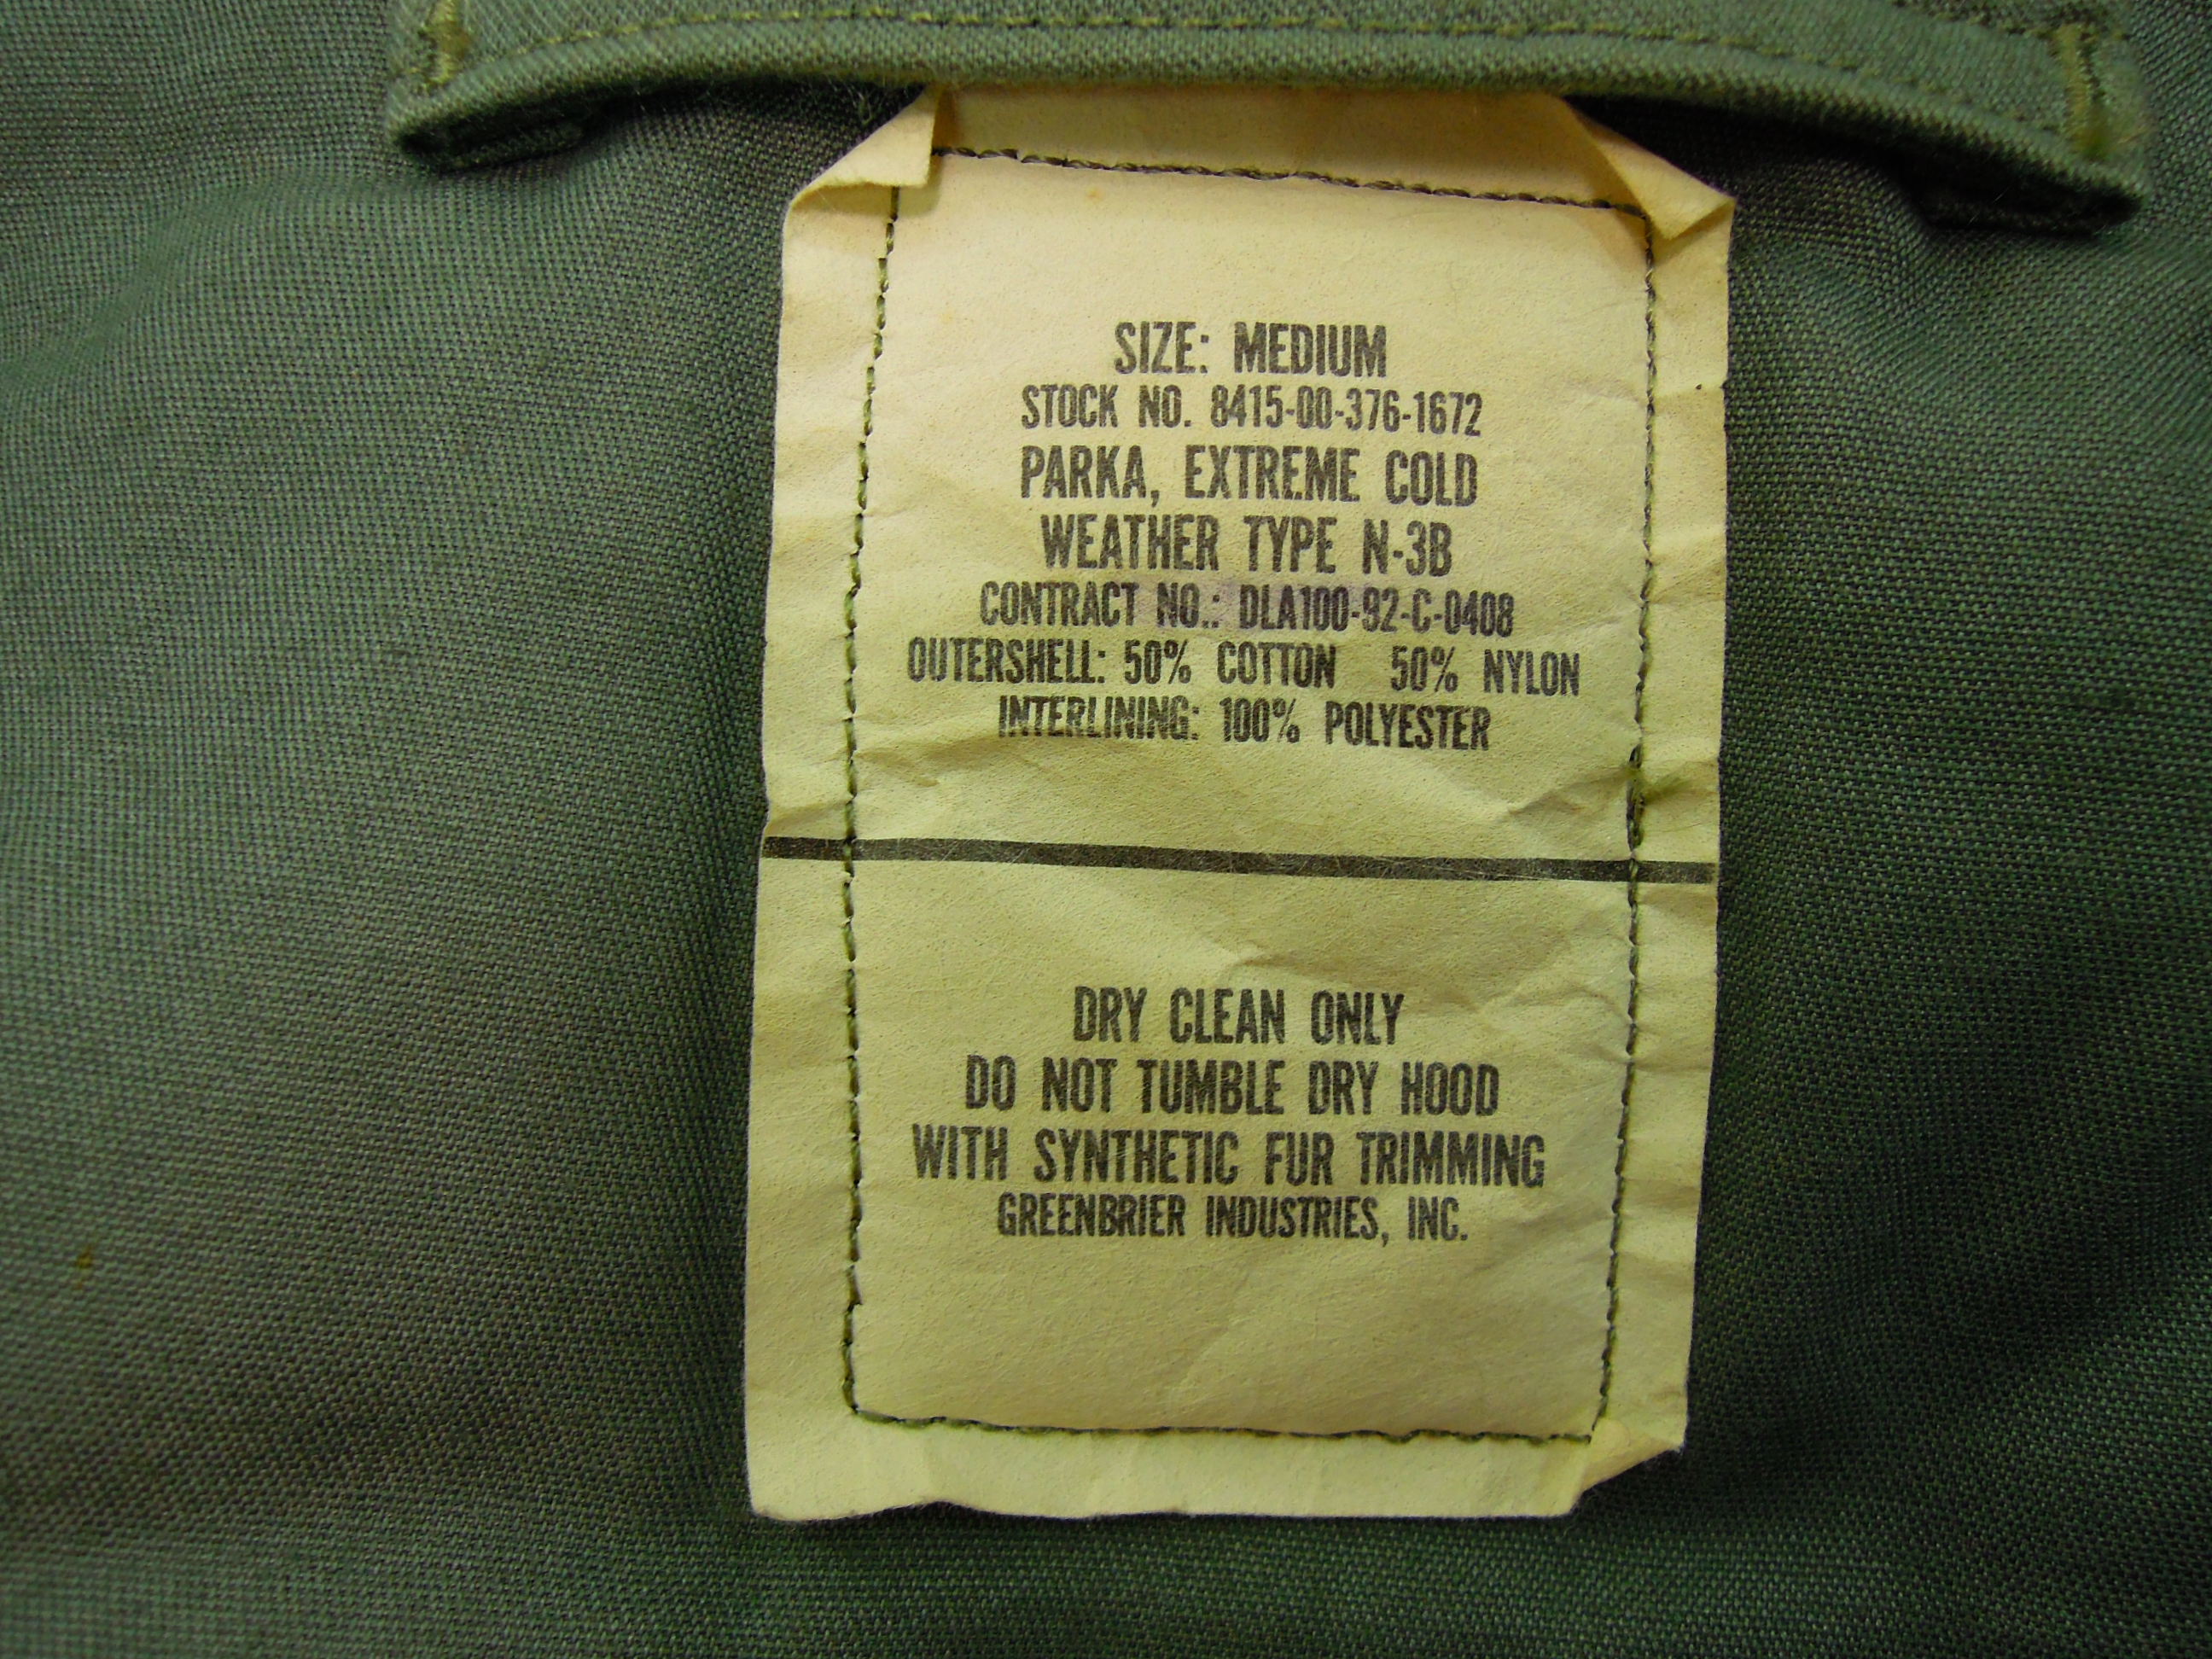 SIZE: MEDIUM
STOCK NO. 8415-00-376-1672
PARKA, EXTREME COLD
WEATHER TYPE N-3B
CONTRACT NO.: DLA100-92-C-0408
OUTERSHELL: 50% COTTON 50% NYLON
INTERLINING: 100% POLYESTER
DRY CLEAN ONLY
DO NOT TUMBLE DRY HOOD
WITH SYNTHETIC FUR TRIMMING
GREENBRIER INDUSTRIES, INC.